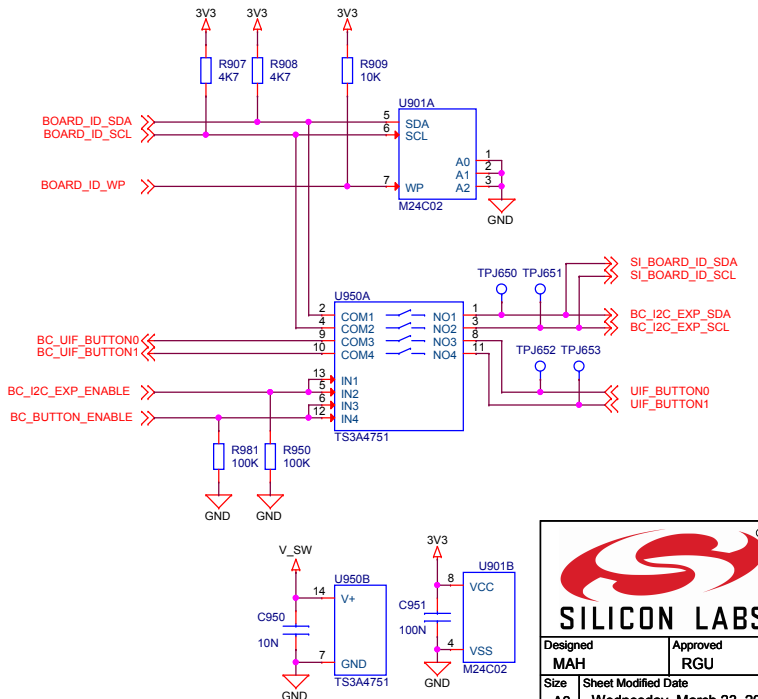 3V3 3V3 3V3
R907 R908 R909
4K7 4K7 10K
U901A
BOARD_ID_SDA 5 SDA
BOARD_ID_SCL 6 SCL
A0 1
A1 2
BOARD_ID_WP 7 WP A2 3
M24C02
GND
SI_BOARD_ID_SDA
TPJ650 TPJ651 SI_BOARD_ID_SCL
U950A
2 COM1 NO1 1 BC_I2C_EXP_SDA
4 COM2 NO2 3 BC_I2C_EXP_SCL
BC_UIF_BUTTON0 9 COM3 NO3 8
BC_UIF_BUTTON1 10 COM4 NO4 11 TPJ652 TPJ653
13 IN1
BC_I2C_EXP_ENABLE 5 IN2 UIF_BUTTON0
6 IN3 UIF_BUTTON1
BC_BUTTON_ENABLE 12 IN4
TS3A4751
R981 R950
100K 100K
GND GND
V_SW 3V3
U950B U901B
14 V+ 8 VCC
C950 C951
10N 100N
7 GND 4 VSS
TS3A4751 M24C02
GND GND
SILICON LABS
Designed Approved
MAH RGU
Size Sheet Modified Date
Wednesday, March 23,